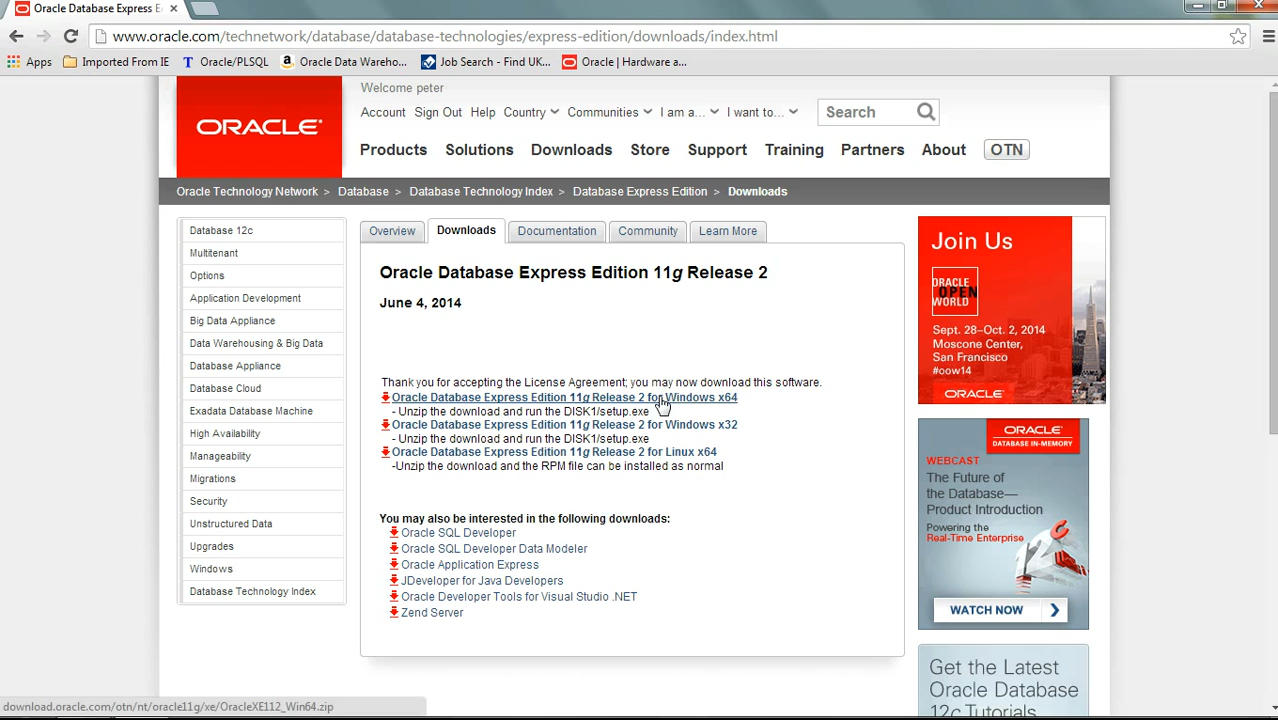 Oracle Database Express E
www.oracle.com/technetwork/database/database-technologies/express-edition/downloads/index.html
Apps Imported From IE Oracle/PLSQL Oracle Data Wareho... Job Search - Find UK... Oracle | Hardware a...
Welcome peter
Account Sign Out Help Country Communities I am a... I want to... Search
ORACLE
Products Solutions Downloads Store Support Training Partners About OTN
Oracle Technology Network > Database > Database Technology Index > Database Express Edition > Downloads
Database 12c
Multitenant
Options
Application Development
Big Data Appliance
Data Warehousing & Big Data
Database Appliance
Database Cloud
Exadata Database Machine
High Availability
Manageability
Migrations
Security
Unstructured Data
Upgrades
Windows
Database Technology Index
Overview Downloads Documentation Community Learn More
Oracle Database Express Edition 11g Release 2
June 4, 2014
Thank you for accepting the License Agreement; you may now download this software.
Oracle Database Express Edition 11g Release 2 for Windows x64
- Unzip the download and run the DISK1/setup.exe
Oracle Database Express Edition 11g Release 2 for Windows x32
- Unzip the download and run the DISK1/setup.exe
Oracle Database Express Edition 11g Release 2 for Linux x64
-Unzip the download and the RPM file can be installed as normal
You may also be interested in the following downloads:
Oracle SQL Developer
Oracle SQL Developer Data Modeler
Oracle Application Express
JDeveloper for Java Developers
Oracle Developer Tools for Visual Studio .NET
Zend Server
Join Us
ORACLE
OPEN
WORLD
Sept. 28–Oct. 2, 2014
Moscone Center,
San Francisco
#oow14
ORACLE
ORACLE
DATABASE IN-MEMORY
WEBCAST
The Future of
the Database—
Product Introduction
Powering the
Real-Time Enterprise
WATCH NOW
Get the Latest
Oracle Database
12c Tutorials
download.oracle.com/otn/nt/oracle11g/xe/OracleXE112_Win64.zip